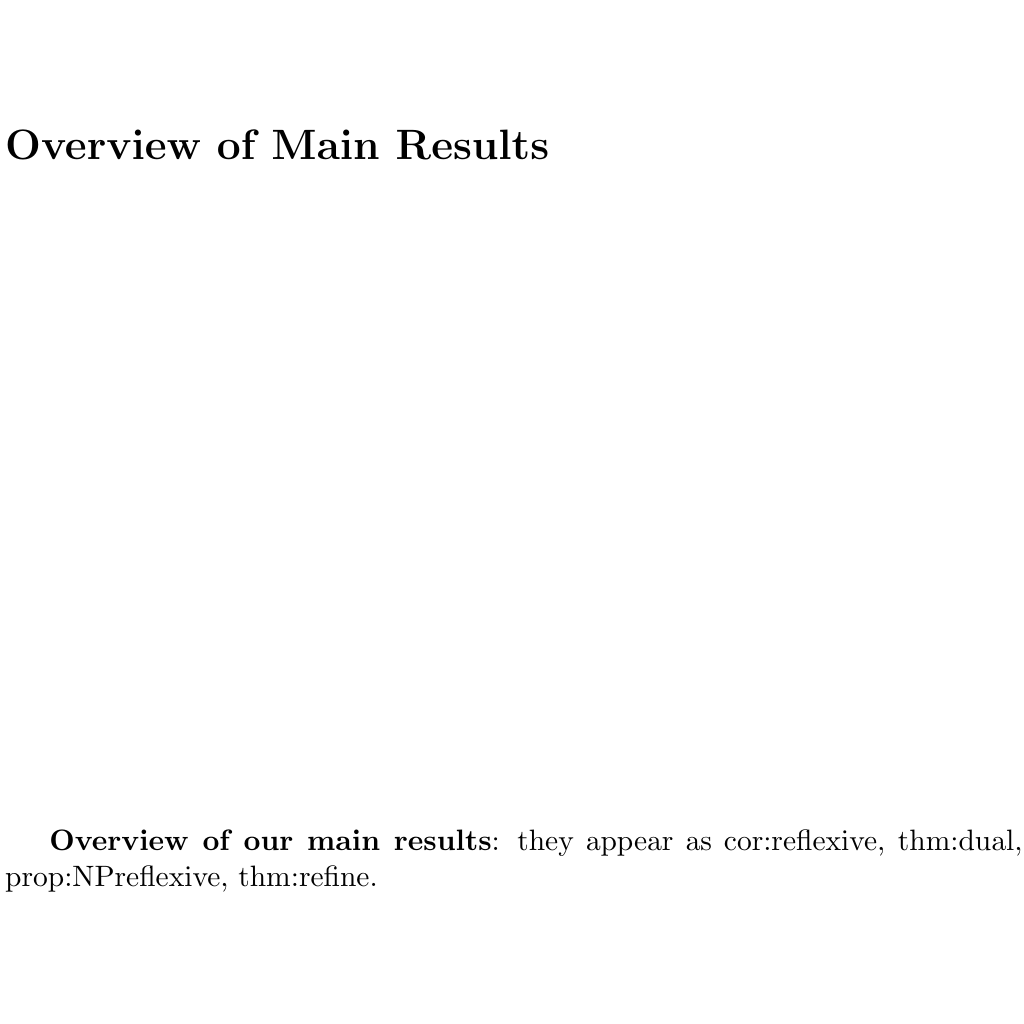 Overview of Main Results
Overview of our main results: they appear as cor:reflexive, thm:dual,
prop:NPreflexive, thm:refine.